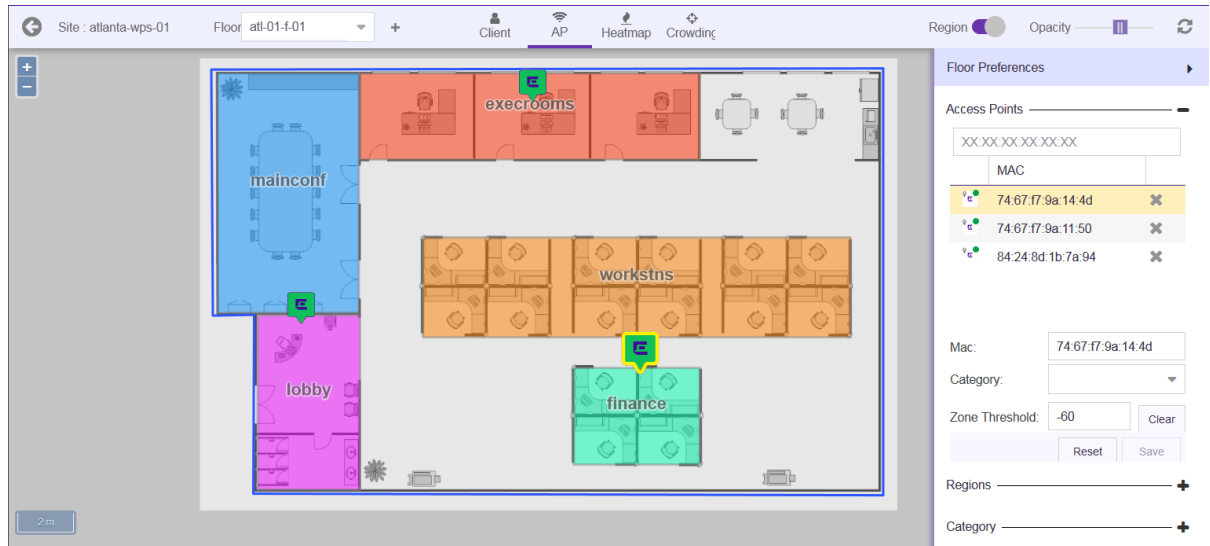 Site : atlanta-wps-01
Floor atl-01-f-01
+
Client
AP
Heatmap
Crowding
Region
Opacity
+
−
execrooms
mainconf
workstns
lobby
finance
2 m
Floor Preferences
Access Points
XX:XX:XX:XX:XX:XX
MAC
74:67:f7:9a:14:4d
74:67:f7:9a:11:50
84:24:8d:1b:7a:94
Mac: 74:67:f7:9a:14:4d
Category:
Zone Threshold: -60 Clear
Reset Save
Regions
Category